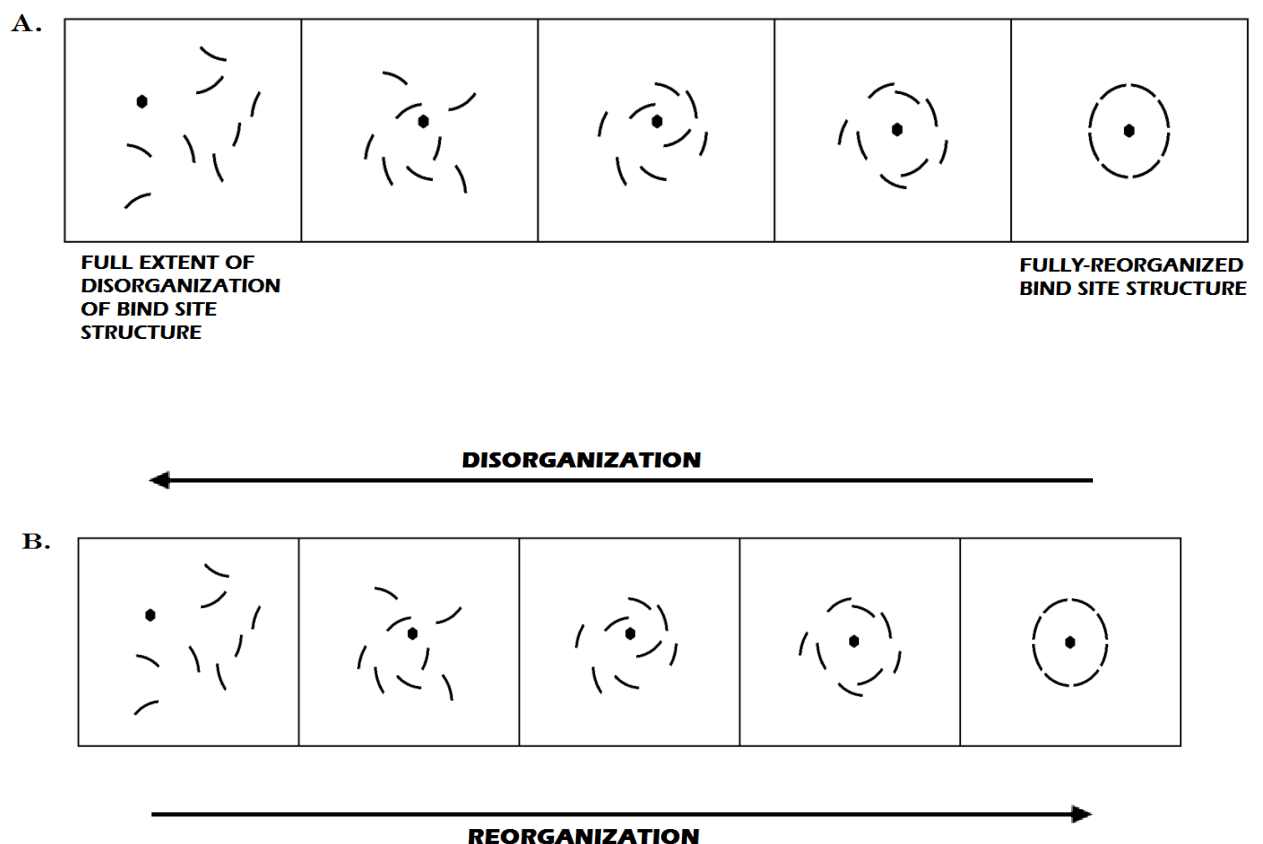 A.
FULL EXTENT OF
DISORGANIZATION
OF BIND SITE
STRUCTURE
FULLY-REORGANIZED
BIND SITE STRUCTURE
DISORGANIZATION
B.
REORGANIZATION